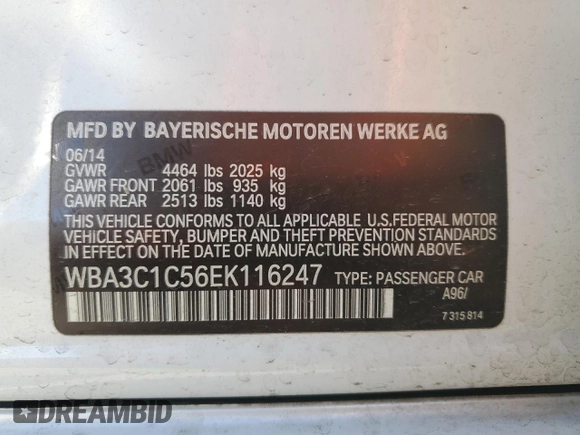 MFD BY BAYERISCHE MOTOREN WERKE AG
06/14
GVWR 4464 lbs 2025 kg
GAWR FRONT 2061 lbs 935 kg
GAWR REAR 2513 lbs 1140 kg
THIS VEHICLE CONFORMS TO ALL APPLICABLE U.S.FEDERAL MOTOR
VEHICLE SAFETY, BUMPER AND THEFT PREVENTION STANDARDS
IN EFFECT ON THE DATE OF MANUFACTURE SHOWN ABOVE.
WBA3C1C56EK116247 TYPE: PASSENGER CAR
A96/
7 315 814
BMW
DREAMBID